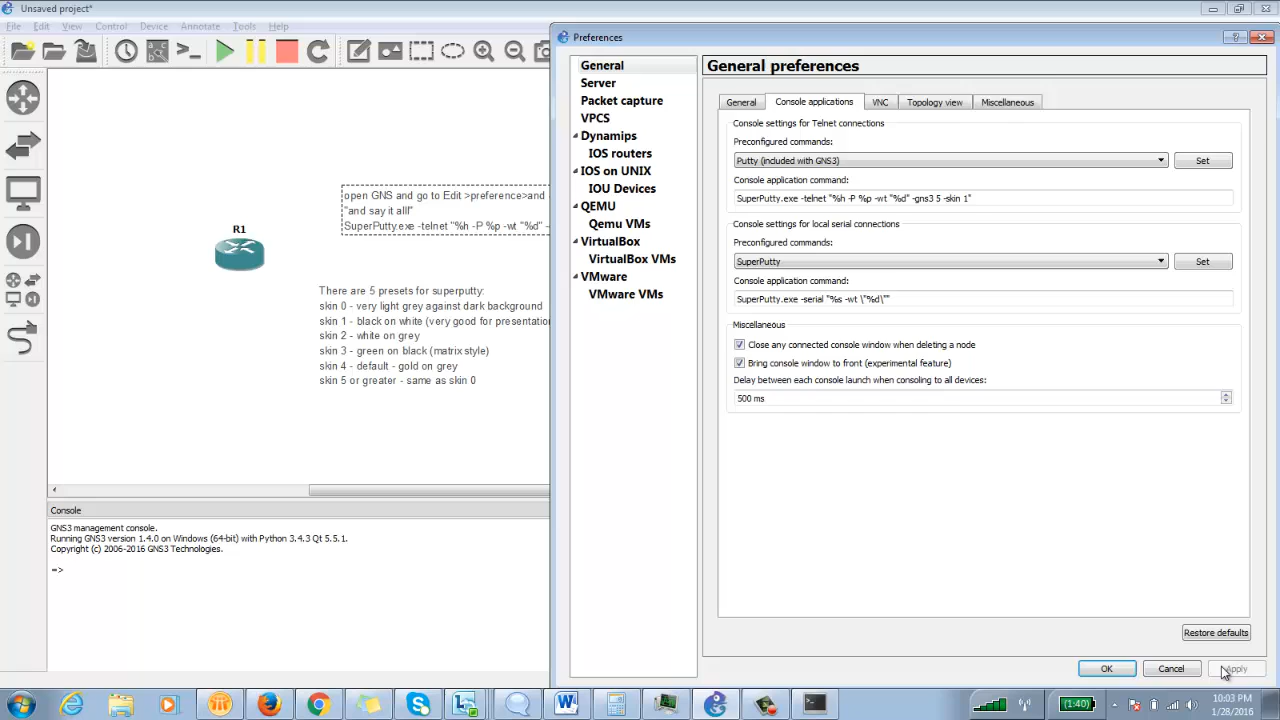 Unsaved project*
File Edit View Control Device Annotate Tools Help
R1
open GNS and go to Edit >preference>and
"and say it alll"
SuperPutty.exe -telnet "%h -P %p -wt "%d" -
There are 5 presets for superputty:
skin 0 - very light grey against dark background
skin 1 - black on white (very good for presentation
skin 2 - white on grey
skin 3 - green on black (matrix style)
skin 4 - default - gold on grey
skin 5 or greater - same as skin 0
Console
GNS3 management console.
Running GNS3 version 1.4.0 on Windows (64-bit) with Python 3.4.3 Qt 5.5.1.
Copyright (c) 2006-2016 GNS3 Technologies.
=>
Preferences
General
Server
Packet capture
VPCS
Dynamips
IOS routers
IOS on UNIX
IOU Devices
QEMU
Qemu VMs
VirtualBox
VirtualBox VMs
VMware
VMware VMs
General preferences
General Console applications VNC Topology view Miscellaneous
Console settings for Telnet connections
Preconfigured commands:
Putty (included with GNS3) Set
Console application command:
SuperPutty.exe -telnet "%h -P %p -wt "%d" -gns3 5 -skin 1"
Console settings for local serial connections
Preconfigured commands:
SuperPutty Set
Console application command:
SuperPutty.exe -serial "%s -wt \"%d\""
Miscellaneous
Close any connected console window when deleting a node
Bring console window to front (experimental feature)
Delay between each console launch when consoling to all devices:
500 ms
Restore defaults
OK Cancel Apply
(1:40)
10:03 PM
1/28/2016